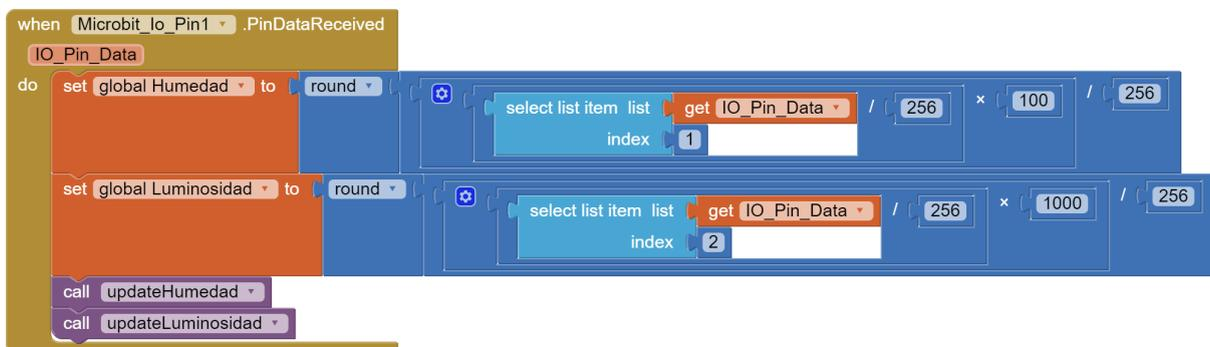 when Microbit_Io_Pin1 .PinDataReceived
IO_Pin_Data
do set global Humedad to round select list item list get IO_Pin_Data / 256 × 100 / 256
index 1
set global Luminosidad to round select list item list get IO_Pin_Data / 256 × 1000 / 256
index 2
call updateHumedad
call updateLuminosidad